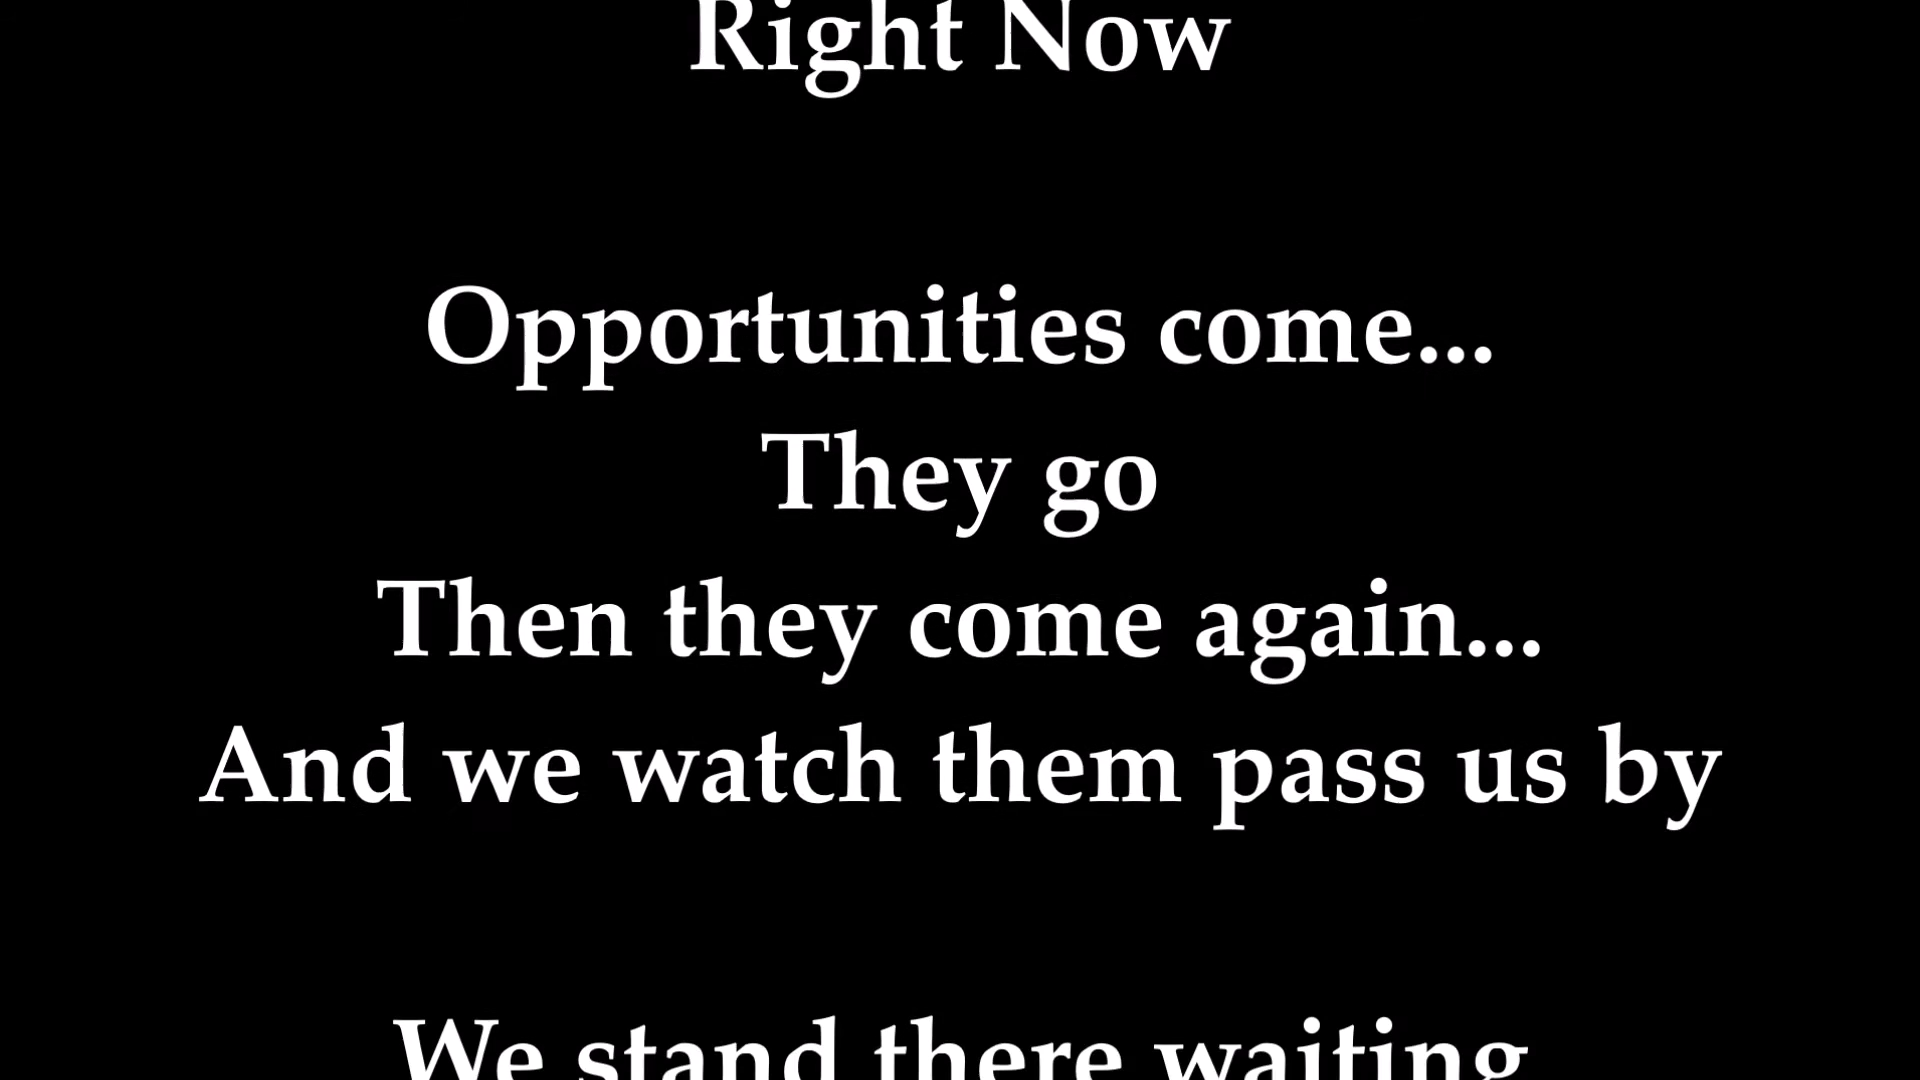 Right Now
Opportunities come...
They go
Then they come again...
And we watch them pass us by
We stand there waiting